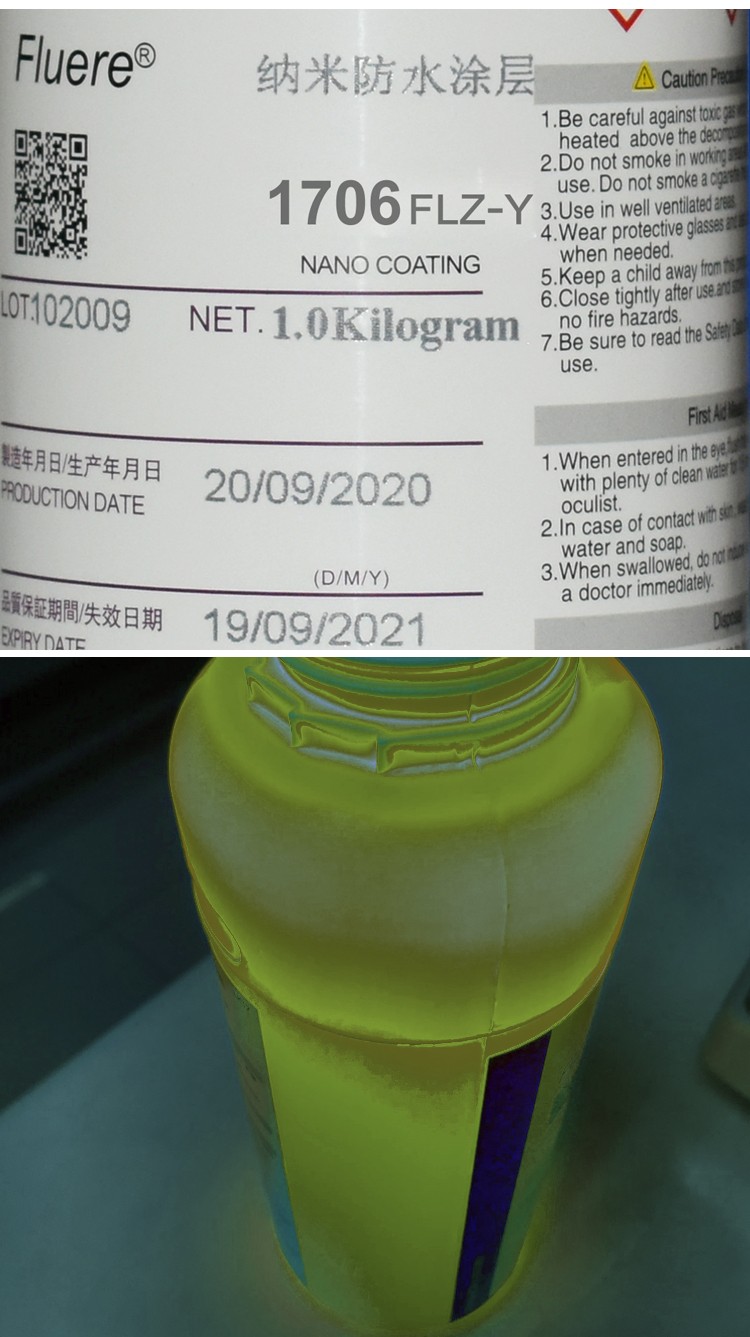 Fluere®
纳米防水涂层
1706 FLZ-Y
NANO COATING
LOT:102009
NET. 1.0Kilogram
製造年月日/生产年月日
PRODUCTION DATE
20/09/2020
(D/M/Y)
品質保証期間/失效日期
EXPIRY DATE
19/09/2021
Caution
1.Be careful against toxic gas
heated above the
2.Do not smoke in working
use. Do not smoke a cigarette
3.Use in well ventilated areas.
4.Wear protective glasses and
when needed.
5.Keep a child away from this
6.Close tightly after use.and
no fire hazards.
7.Be sure to read the Safety
use.
First Aid
1.When entered in the eye,
with plenty of clean water
oculist.
2.In case of contact with skin,
water and soap.
3.When swallowed, do not
a doctor immediately.